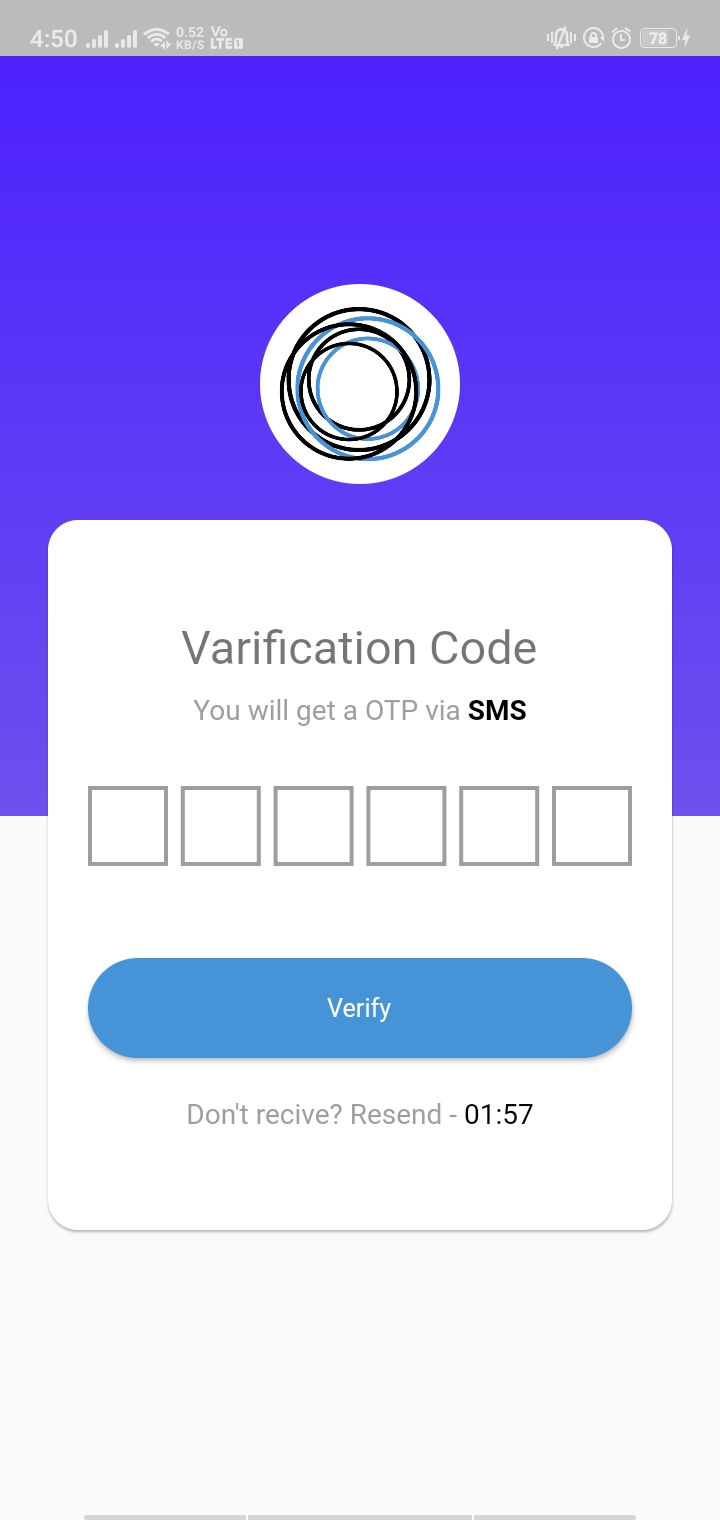 4:50 0.52 KB/S Vo LTE1 78
Varification Code
You will get a OTP via SMS
Verify
Don't recive? Resend - 01:57